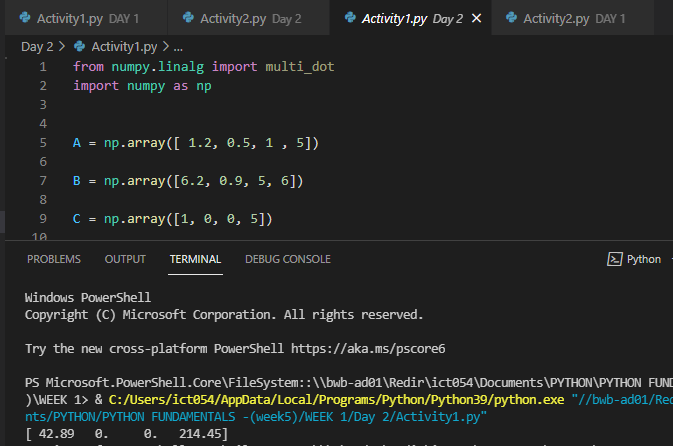 Activity1.py DAY 1
Activity2.py Day 2
Activity1.py Day 2
Activity2.py DAY 1
Day 2 > Activity1.py > ...
1 from numpy.linalg import multi_dot
2 import numpy as np
3
4
5 A = np.array([ 1.2, 0.5, 1 , 5])
6
7 B = np.array([6.2, 0.9, 5, 6])
8
9 C = np.array([1, 0, 0, 5])
10
PROBLEMS OUTPUT TERMINAL DEBUG CONSOLE Python
Windows PowerShell
Copyright (C) Microsoft Corporation. All rights reserved.
Try the new cross-platform PowerShell https://aka.ms/pscore6
PS Microsoft.PowerShell.Core\FileSystem::\\bwb-ad01\Redir\ict054\Documents\PYTHON\PYTHON FUND
)\WEEK 1> & C:/Users/ict054/AppData/Local/Programs/Python/Python39/python.exe "//bwb-ad01/Red
nts/PYTHON/PYTHON FUNDAMENTALS -(week5)/WEEK 1/Day 2/Activity1.py"
[ 42.89 0. 0. 214.45]